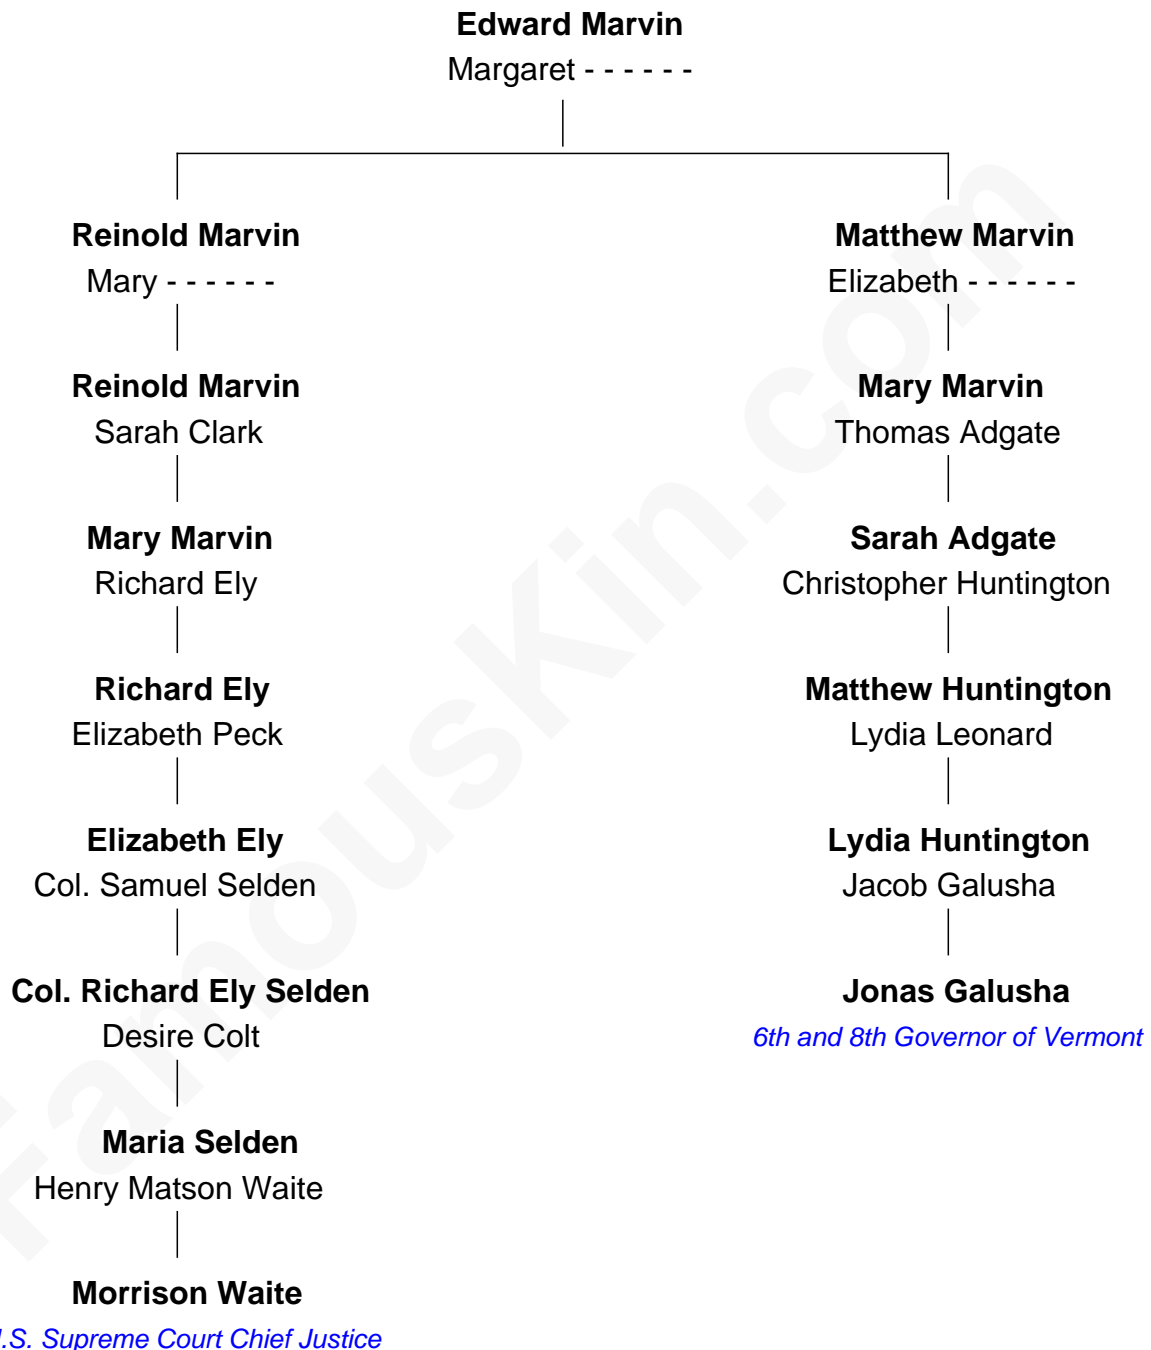 Edward Marvin
Margaret - - - - - -
Reinold Marvin
Mary - - - - - -
Matthew Marvin
Elizabeth - - - - - -
Reinold Marvin
Sarah Clark
Mary Marvin
Thomas Adgate
Mary Marvin
Richard Ely
Sarah Adgate
Christopher Huntington
Richard Ely
Elizabeth Peck
Matthew Huntington
Lydia Leonard
Elizabeth Ely
Col. Samuel Selden
Lydia Huntington
Jacob Galusha
Col. Richard Ely Selden
Desire Colt
Jonas Galusha
6th and 8th Governor of Vermont
Maria Selden
Henry Matson Waite
Morrison Waite
.S. Supreme Court Chief Justice
FamousKin.com